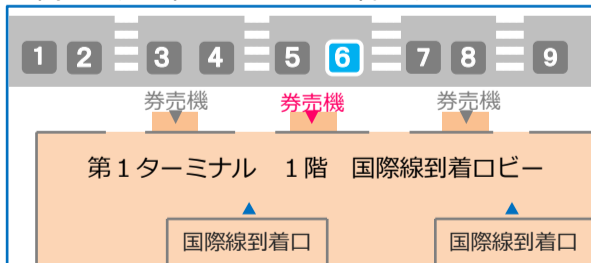 1 2 3 4 5 6 7 8 9
券売機 券売機 券売機
第1ターミナル 1階 国際線到着ロビー
国際線到着口 国際線到着口